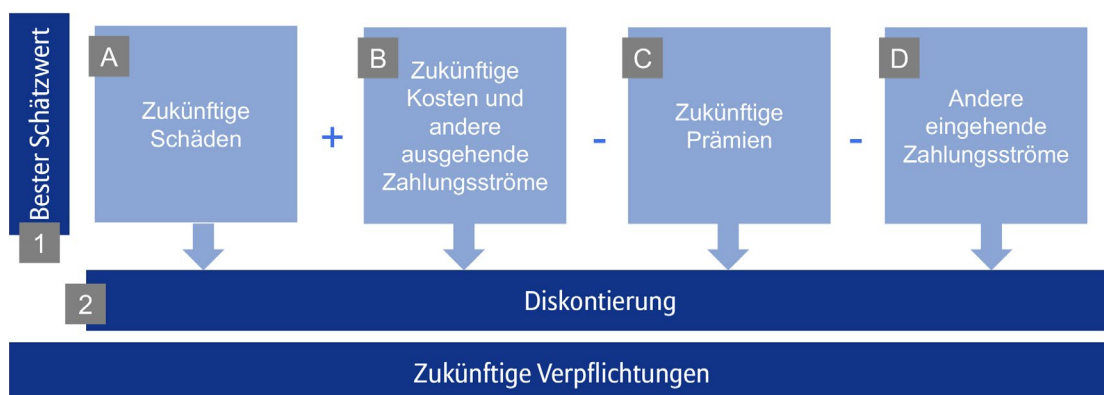 Bester Schätzwert
1
A
Zukünftige
Schäden
+
B
Zukünftige
Kosten und
andere
ausgehende
Zahlungsströme
-
C
Zukünftige
Prämien
-
D
Andere
eingehende
Zahlungsströme
2
Diskontierung
Zukünftige Verpflichtungen